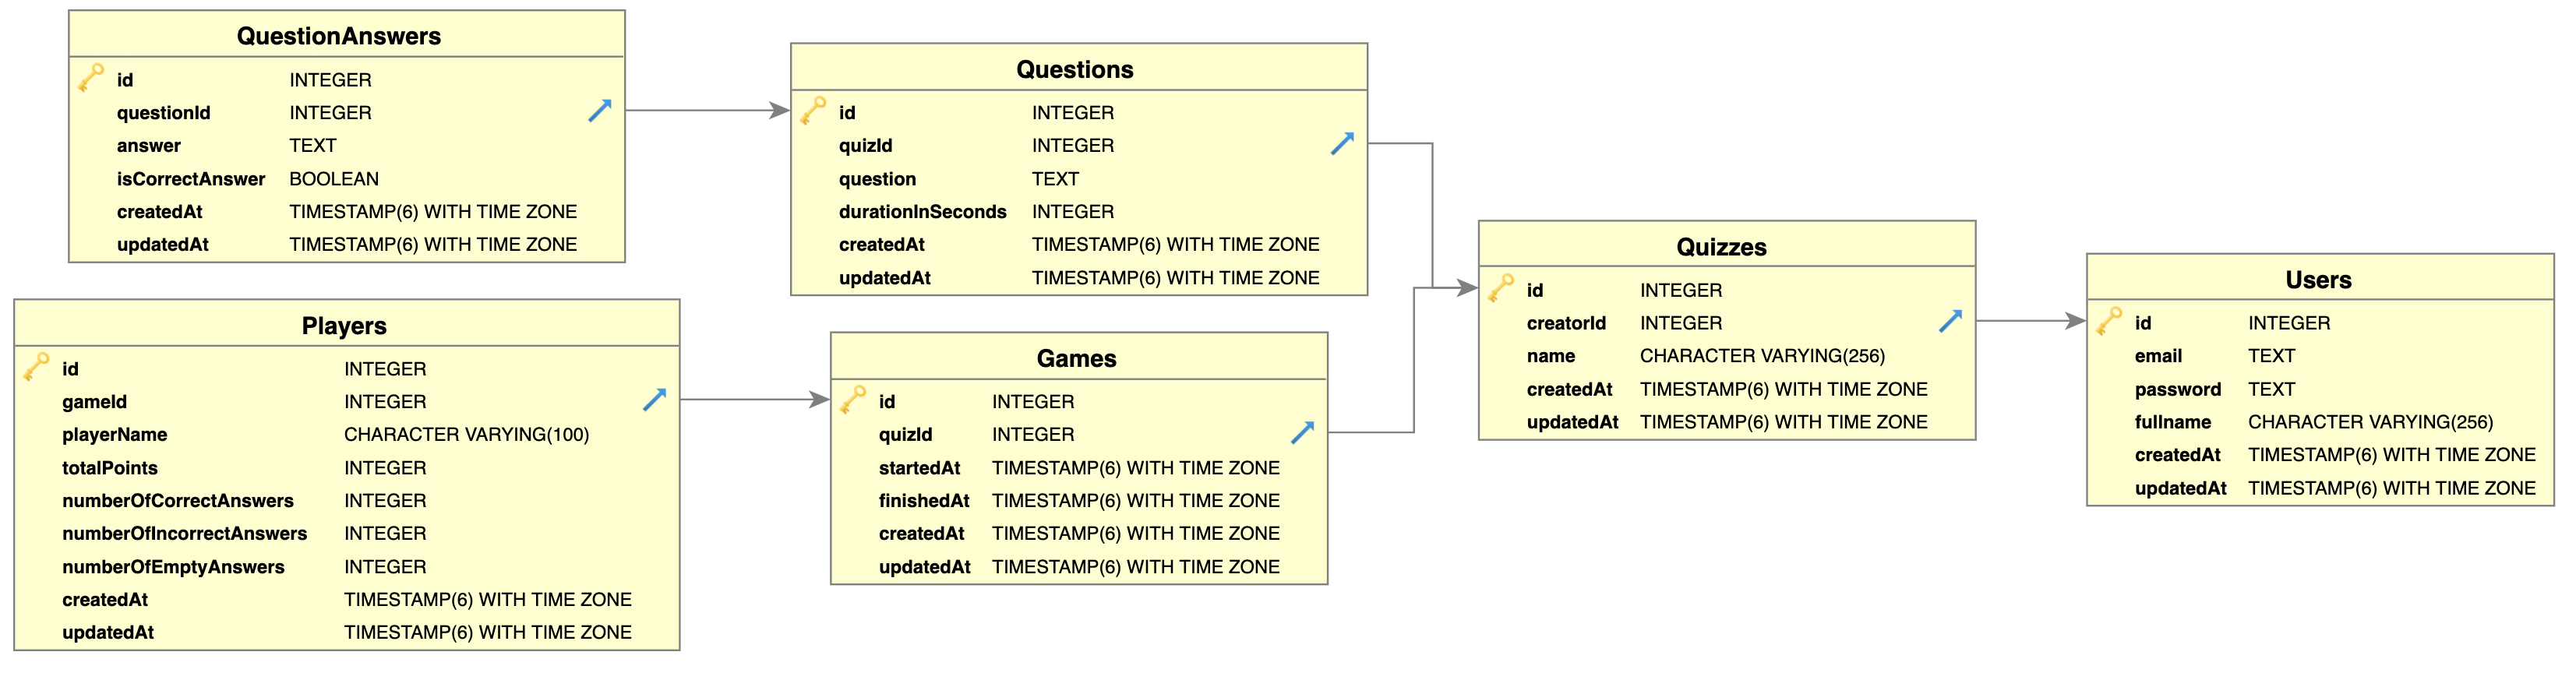 QuestionAnswers
id INTEGER
questionId INTEGER
answer TEXT
isCorrectAnswer BOOLEAN
createdAt TIMESTAMP(6) WITH TIME ZONE
updatedAt TIMESTAMP(6) WITH TIME ZONE
Questions
id INTEGER
quizId INTEGER
question TEXT
durationInSeconds INTEGER
createdAt TIMESTAMP(6) WITH TIME ZONE
updatedAt TIMESTAMP(6) WITH TIME ZONE
Players
id INTEGER
gameId INTEGER
playerName CHARACTER VARYING(100)
totalPoints INTEGER
numberOfCorrectAnswers INTEGER
numberOfIncorrectAnswers INTEGER
numberOfEmptyAnswers INTEGER
createdAt TIMESTAMP(6) WITH TIME ZONE
updatedAt TIMESTAMP(6) WITH TIME ZONE
Games
id INTEGER
quizId INTEGER
startedAt TIMESTAMP(6) WITH TIME ZONE
finishedAt TIMESTAMP(6) WITH TIME ZONE
createdAt TIMESTAMP(6) WITH TIME ZONE
updatedAt TIMESTAMP(6) WITH TIME ZONE
Quizzes
id INTEGER
creatorId INTEGER
name CHARACTER VARYING(256)
createdAt TIMESTAMP(6) WITH TIME ZONE
updatedAt TIMESTAMP(6) WITH TIME ZONE
Users
id INTEGER
email TEXT
password TEXT
fullname CHARACTER VARYING(256)
createdAt TIMESTAMP(6) WITH TIME ZONE
updatedAt TIMESTAMP(6) WITH TIME ZONE